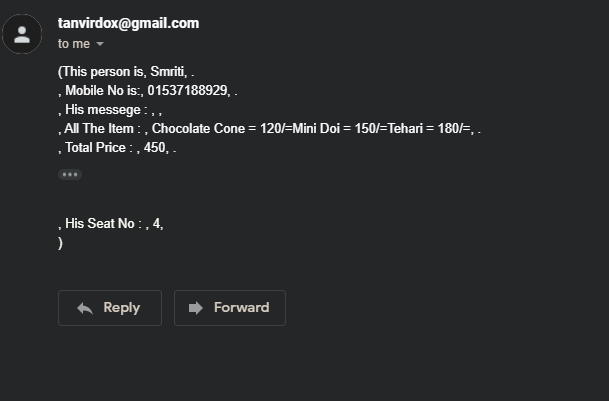 tanvirdox@gmail.com
to me
(This person is, Smriti, .
, Mobile No is:, 01537188929, .
, His messege : , ,
, All The Item : , Chocolate Cone = 120/=Mini Doi = 150/=Tehari = 180/=, .
, Total Price : , 450, .
, His Seat No : , 4,
)
Reply
Forward